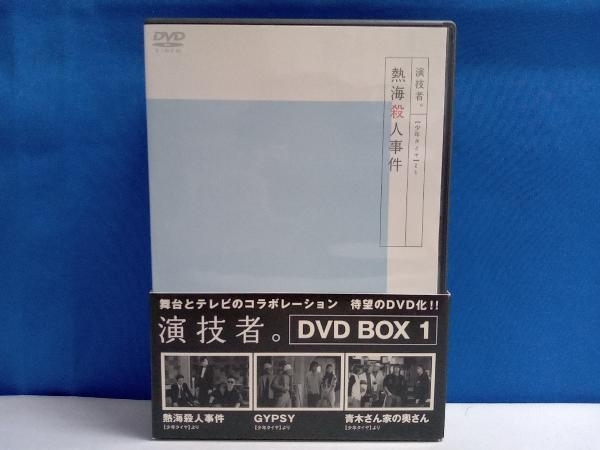 DVD
VIDEO
演技者。
【少年タイヤ】より
熱海殺人事件
舞台とテレビのコラボレーション 待望のDVD化!!
演技者。 DVD BOX 1
熱海殺人事件 GYPSY 青木さん家の奥さん
【少年タイヤ】より 【少年タイヤ】より 【少年タイヤ】より